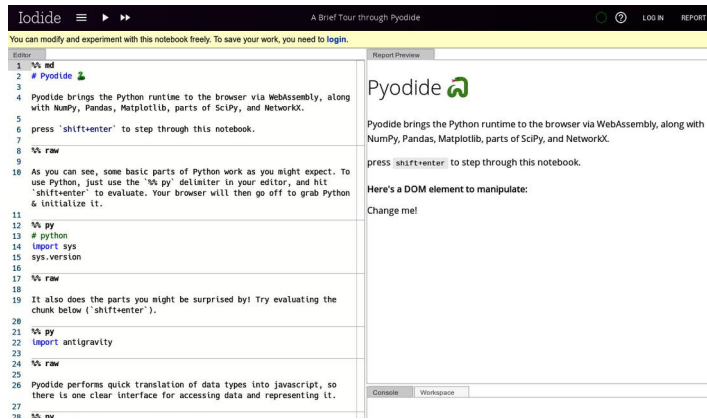 Iodide
A Brief Tour through Pyodide
LOG IN
REPORT
You can modify and experiment with this notebook freely. To save your work, you need to login.
Editor
1 %% md
2 # Pyodide 🐍
3
4 Pyodide brings the Python runtime to the browser via WebAssembly, along
with NumPy, Pandas, Matplotlib, parts of SciPy, and NetworkX.
5
6 press `shift+enter` to step through this notebook.
7
8 %% raw
9
10 As you can see, some basic parts of Python work as you might expect. To
use Python, just use the `%% py` delimiter in your editor, and hit
`shift+enter` to evaluate. Your browser will then go off to grab Python
& initialize it.
11
12 %% py
13 # python
14 import sys
15 sys.version
16
17 %% raw
18
19 It also does the parts you might be surprised by! Try evaluating the
chunk below (`shift+enter`).
20
21 %% py
22 import antigravity
23
24 %% raw
25
26 Pyodide performs quick translation of data types into javascript, so
there is one clear interface for accessing data and representing it.
27
28 %% py
Report Preview
Pyodide 🐍
Pyodide brings the Python runtime to the browser via WebAssembly, along with
NumPy, Pandas, Matplotlib, parts of SciPy, and NetworkX.
press shift+enter to step through this notebook.
Here's a DOM element to manipulate:
Change me!
Console
Workspace